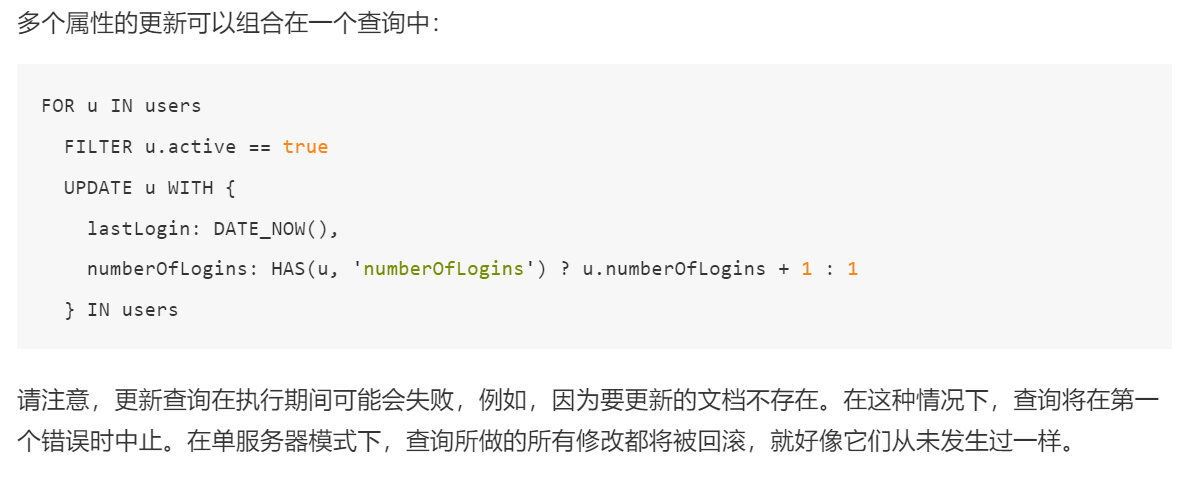 多个属性的更新可以组合在一个查询中：
FOR u IN users
  FILTER u.active == true
  UPDATE u WITH {
    lastLogin: DATE_NOW(),
    numberOfLogins: HAS(u, 'numberOfLogins') ? u.numberOfLogins + 1 : 1
  } IN users
请注意，更新查询在执行期间可能会失败，例如，因为要更新的文档不存在。在这种情况下，查询将在第一
个错误时中止。在单服务器模式下，查询所做的所有修改都将被回滚，就好像它们从未发生过一样。